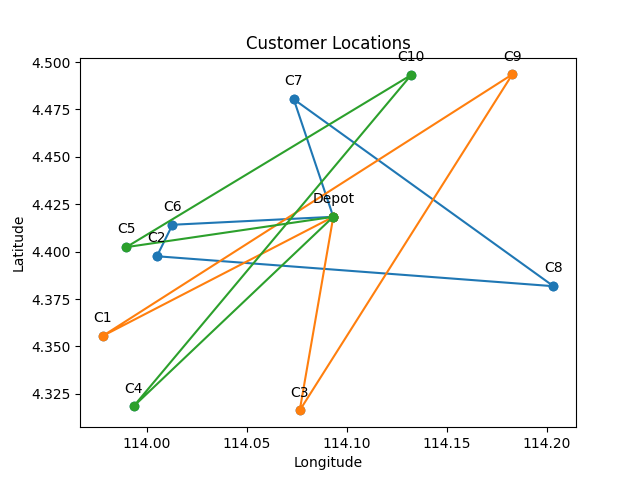 Customer Locations
4.500
4.475
4.450
4.425
4.400
4.375
4.350
4.325
Latitude
C10
C9
C7
Depot
C6
C5
C2
C8
C1
C4
C3
114.00
114.05
114.10
114.15
114.20
Longitude